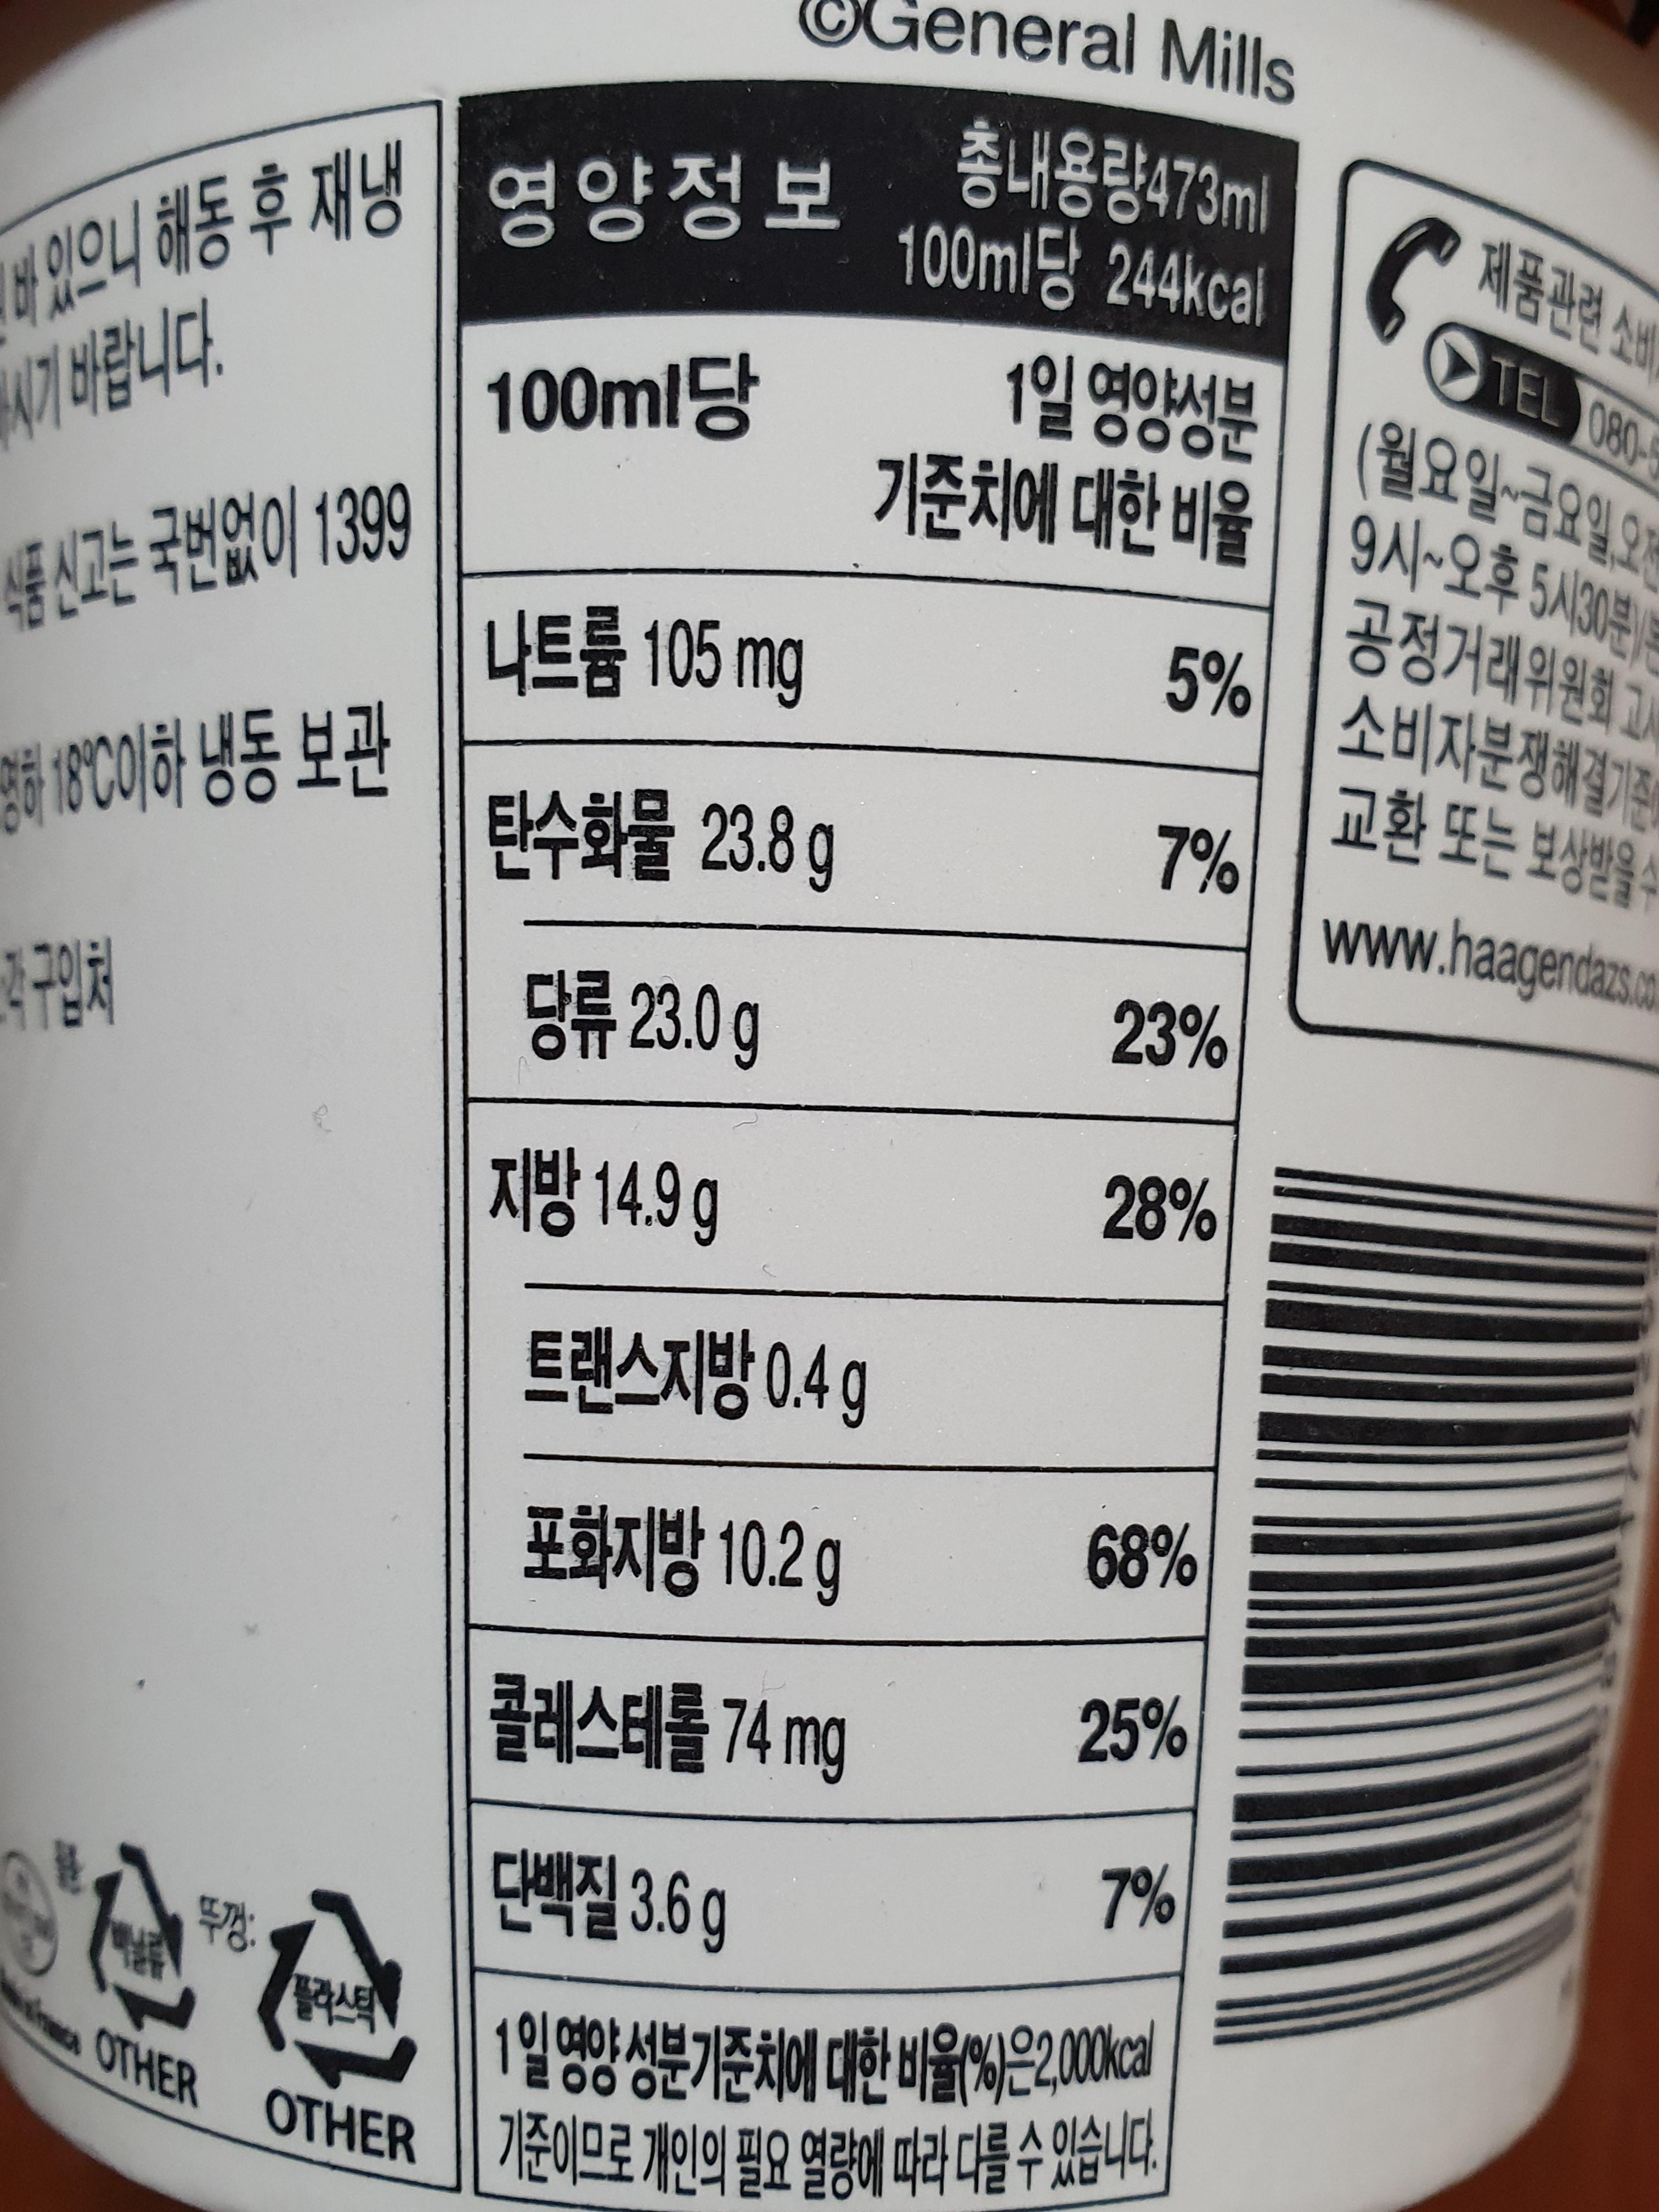 ©General Mills
바 있으니 해동 후 재냉
시기 바랍니다.
식품 신고는 국번없이 1399
영하 18℃이하 냉동 보관
구입처
뚜껑:
플라스틱
OTHER
OTHER
영양정보
총내용량473ml
100ml당 244kcal
100ml당 1일 영양성분
기준치에 대한 비율
나트륨 105 mg 5%
탄수화물 23.8 g 7%
당류 23.0 g 23%
지방 14.9 g 28%
트랜스지방 0.4 g
포화지방 10.2 g 68%
콜레스테롤 74 mg 25%
단백질 3.6 g 7%
1일 영양성분기준치에 대한 비율(%)은2,000kcal
기준이므로 개인의 필요 열량에 따라 다를 수 있습니다.
제품관련 소비
TEL 080-5
(월요일~금요일,오전
9시~오후 5시30분)/
공정거래위원회 고시
소비자분쟁해결기준
교환 또는 보상받을 수
www.haagendazs.co